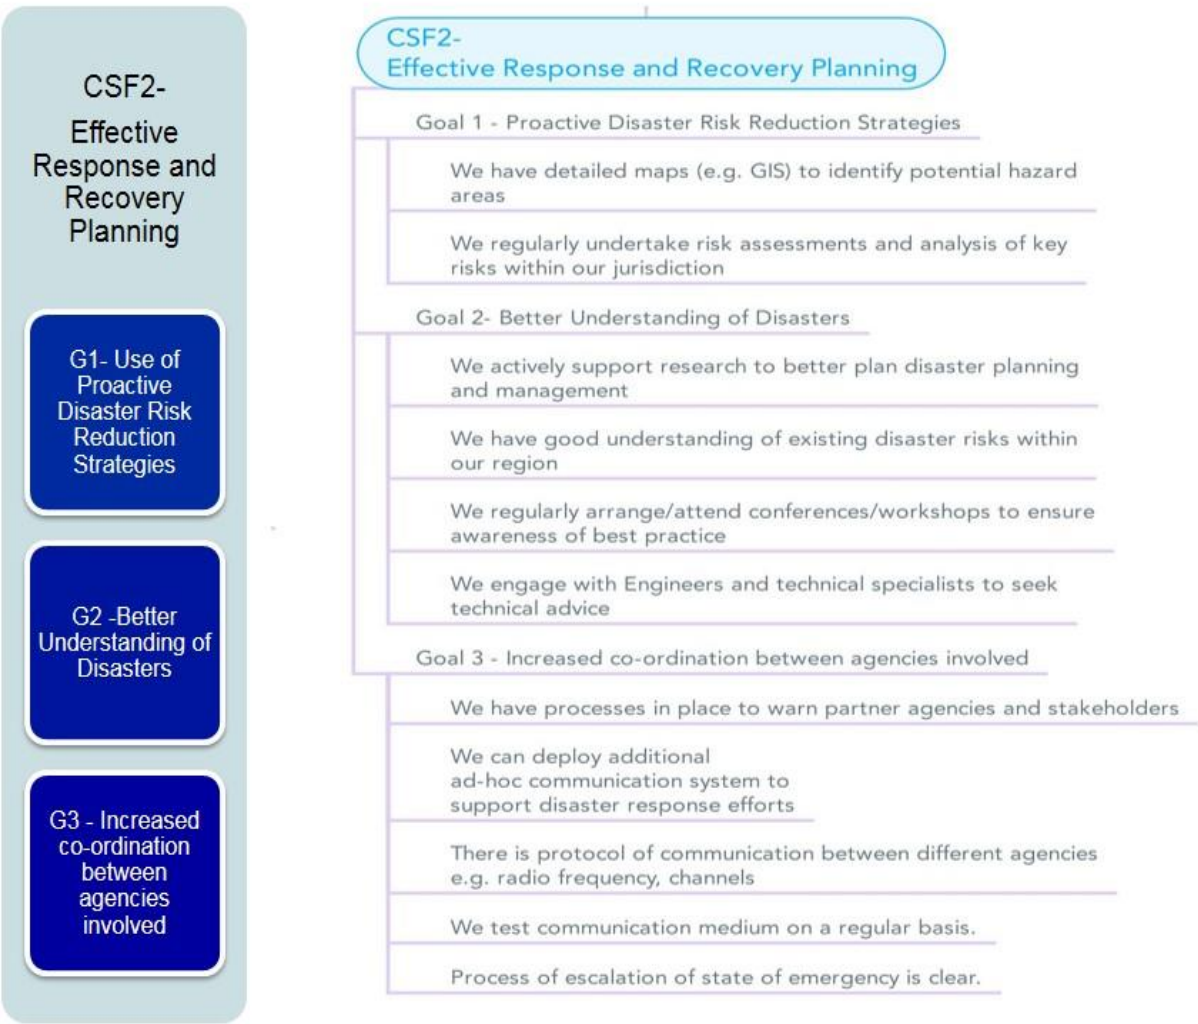 CSF2-
Effective
Response and
Recovery
Planning
G1- Use of
Proactive
Disaster Risk
Reduction
Strategies
G2 -Better
Understanding of
Disasters
G3 - Increased
co-ordination
between
agencies
involved
CSF2-
Effective Response and Recovery Planning
Goal 1 - Proactive Disaster Risk Reduction Strategies
We have detailed maps (e.g. GIS) to identify potential hazard
areas
We regularly undertake risk assessments and analysis of key
risks within our jurisdiction
Goal 2- Better Understanding of Disasters
We actively support research to better plan disaster planning
and management
We have good understanding of existing disaster risks within
our region
We regularly arrange/attend conferences/workshops to ensure
awareness of best practice
We engage with Engineers and technical specialists to seek
technical advice
Goal 3 - Increased co-ordination between agencies involved
We have processes in place to warn partner agencies and stakeholders
We can deploy additional
ad-hoc communication system to
support disaster response efforts
There is protocol of communication between different agencies
e.g. radio frequency, channels
We test communication medium on a regular basis.
Process of escalation of state of emergency is clear.